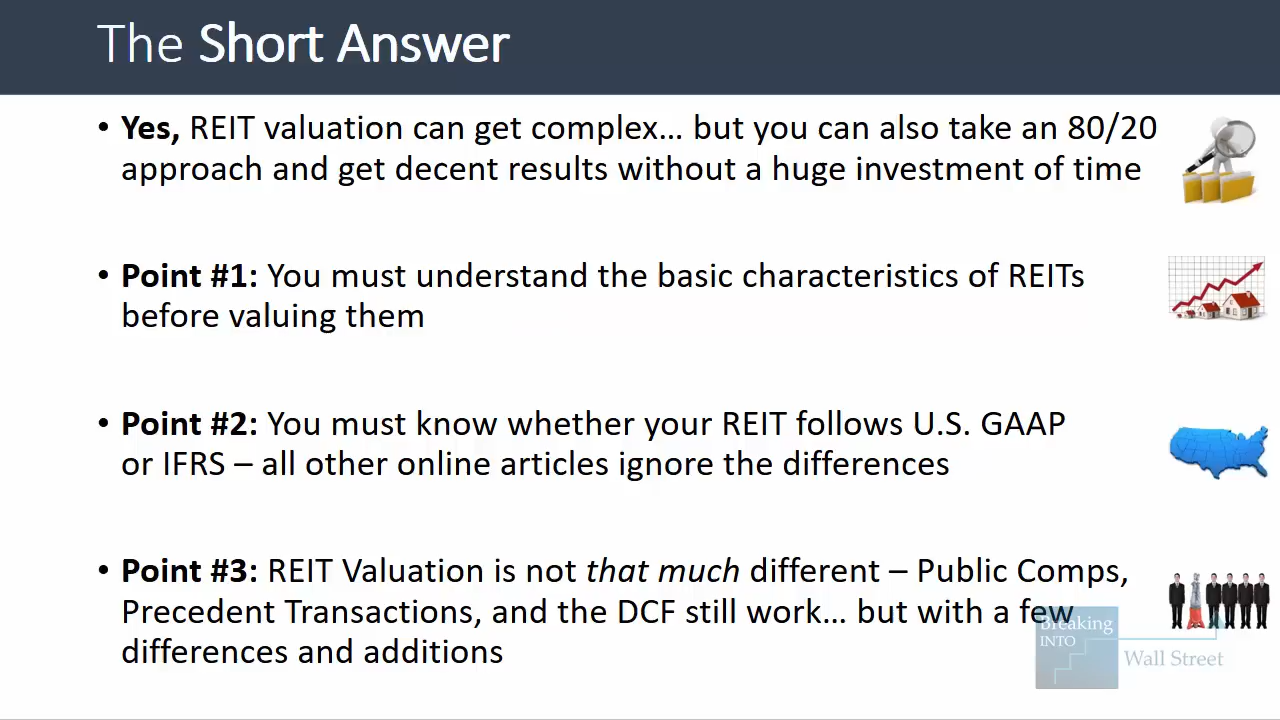 The Short Answer
• Yes, REIT valuation can get complex… but you can also take an 80/20
approach and get decent results without a huge investment of time
• Point #1: You must understand the basic characteristics of REITs
before valuing them
• Point #2: You must know whether your REIT follows U.S. GAAP
or IFRS – all other online articles ignore the differences
• Point #3: REIT Valuation is not that much different – Public Comps,
Precedent Transactions, and the DCF still work… but with a few
differences and additions
Breaking
INTO
Wall Street